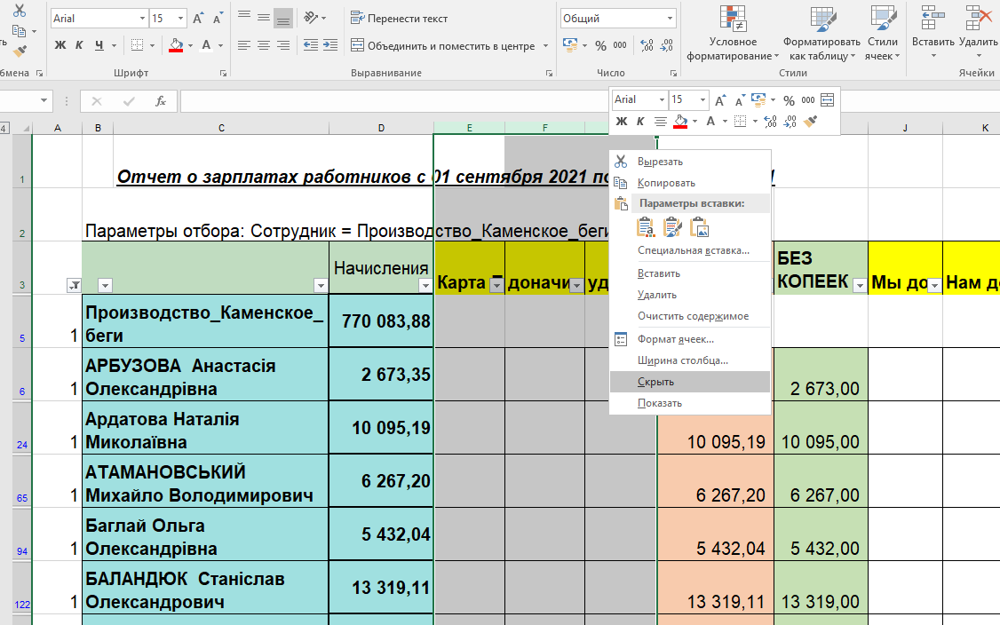 Arial 15
Общий
Условное
форматирование
Форматировать
как таблицу
Стили
ячеек
Вставить
Удалить
Перенести текст
Ж К Ч А
Объединить и поместить в центре
% 000
мена
Шрифт
Выравнивание
Число
Стили
Ячейки
fx
Arial 15
% 000
Ж К А
4 A B C D E F J K
1
Отчет о зарплатах работников с 01 сентября 2021 по
2
Параметры отбора: Сотрудник = Производство_Каменское_беги
3
Начисления
Карта
доначи
уд
БЕЗ
КОПЕЕК
Мы до
Нам до
5
1
Производство_Каменское_
беги
770 083,88
6
1
АРБУЗОВА Анастасія
Олександрівна
2 673,35
2 673,00
24
1
Ардатова Наталія
Миколаївна
10 095,19
10 095,19
10 095,00
65
1
АТАМАНОВСЬКИЙ
Михайло Володимирович
6 267,20
6 267,20
6 267,00
94
1
Баглай Ольга
Олександрівна
5 432,04
5 432,04
5 432,00
122
1
БАЛАНДЮК Станіслав
Олександрович
13 319,11
13 319,11
13 319,00
Вырезать
Копировать
Параметры вставки:
Специальная вставка...
Вставить
Удалить
Очистить содержимое
Формат ячеек...
Ширина столбца...
Скрыть
Показать